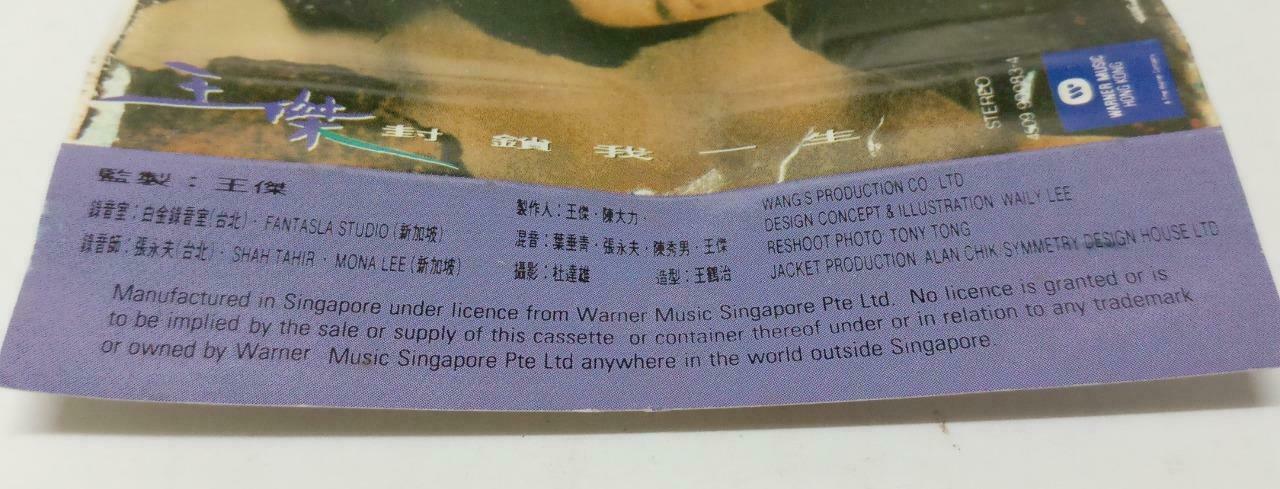 王傑 封鎖我一生
STEREO
WARNER MUSIC
HONG KONG
監製：王傑
錄音室：白金錄音室(台北)・FANTASLA STUDIO(新加坡)
錄音師：張永夫(台北)・SHAH TAHIR・MONA LEE(新加坡)
製作人：王傑・陳大力・
混音：葉垂青・張永夫・陳秀男・王傑
攝影：杜達雄 造型：王鶴治
WANG'S PRODUCTION CO LTD
DESIGN CONCEPT & ILLUSTRATION WAILY LEE
RESHOOT PHOTO TONY TONG
JACKET PRODUCTION ALAN CHIK/SYMMETRY DESIGN HOUSE LTD
Manufactured in Singapore under licence from Warner Music Singapore Pte Ltd. No licence is granted or is
to be implied by the sale or supply of this cassette or container thereof under or in relation to any trademark
or owned by Warner Music Singapore Pte Ltd anywhere in the world outside Singapore.